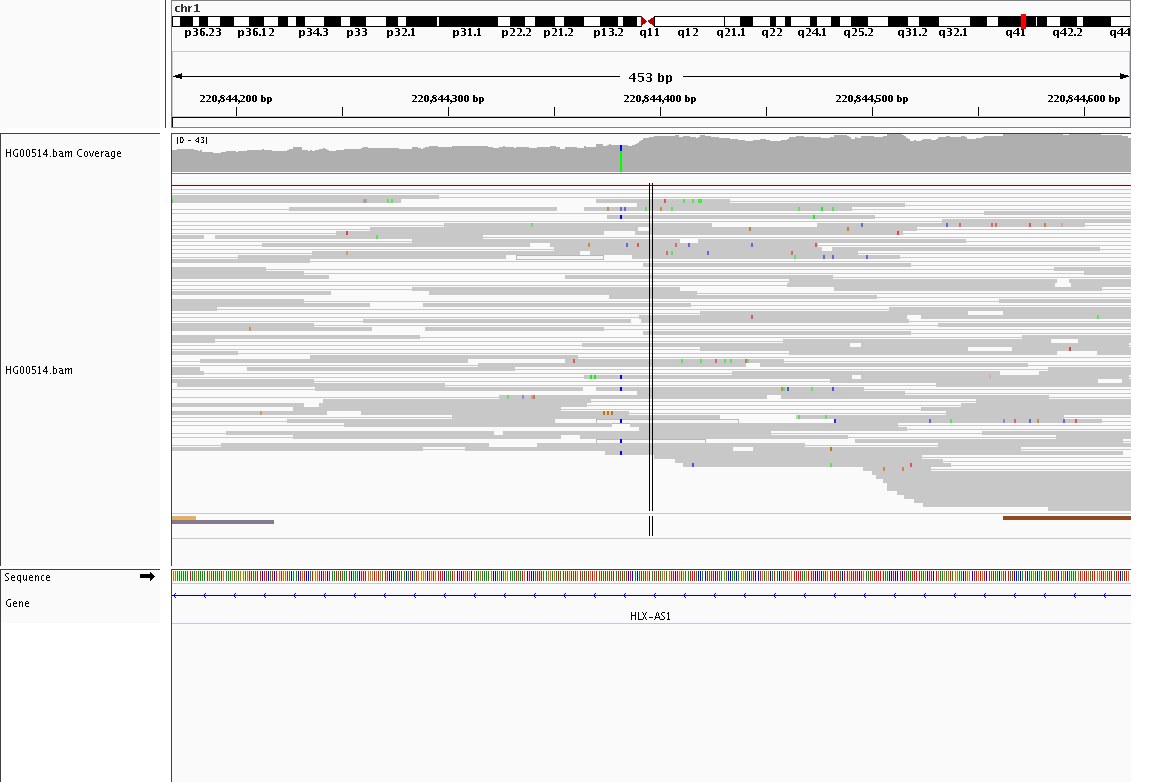 chr1
p36.23 p36.12 p34.3 p33 p32.1 p31.1 p22.2 p21.2 p13.2 q11 q12 q21.1 q22 q24.1 q25.2 q31.2 q32.1 q41 q42.2 q44
453 bp
220,844,200 bp 220,844,300 bp 220,844,400 bp 220,844,500 bp 220,844,600 bp
[0 - 43]
HG00514.bam Coverage
HG00514.bam
Sequence
Gene
HLX-AS1